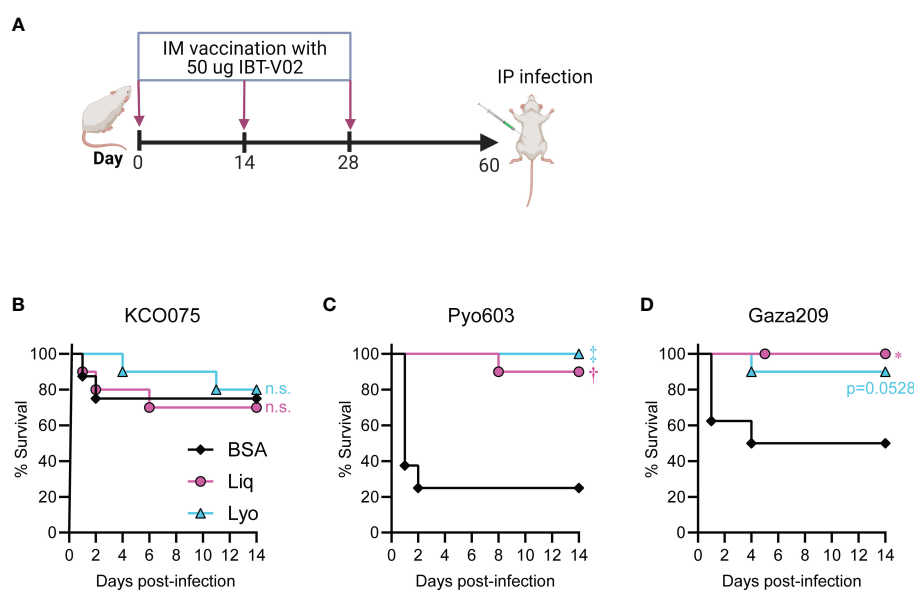 A
IM vaccination with
50 ug IBT-V02
IP infection
Day 0 14 28 60
B KCO075
% Survival
100
80
60
40
20
0
0 2 4 6 8 10 12 14
Days post-infection
n.s.
n.s.
BSA
Liq
Lyo
C Pyo603
% Survival
100
80
60
40
20
0
0 2 4 6 8 10 12 14
Days post-infection
‡
†
D Gaza209
% Survival
100
80
60
40
20
0
0 2 4 6 8 10 12 14
Days post-infection
*
p=0.0528